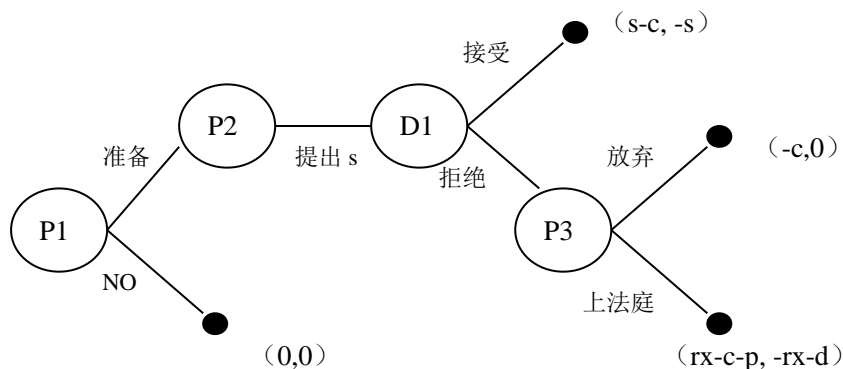 （s-c, -s）
接受
P2
D1
准备
提出 s
拒绝
放弃
（-c,0）
P1
P3
NO
上法庭
（0,0）
（rx-c-p, -rx-d）